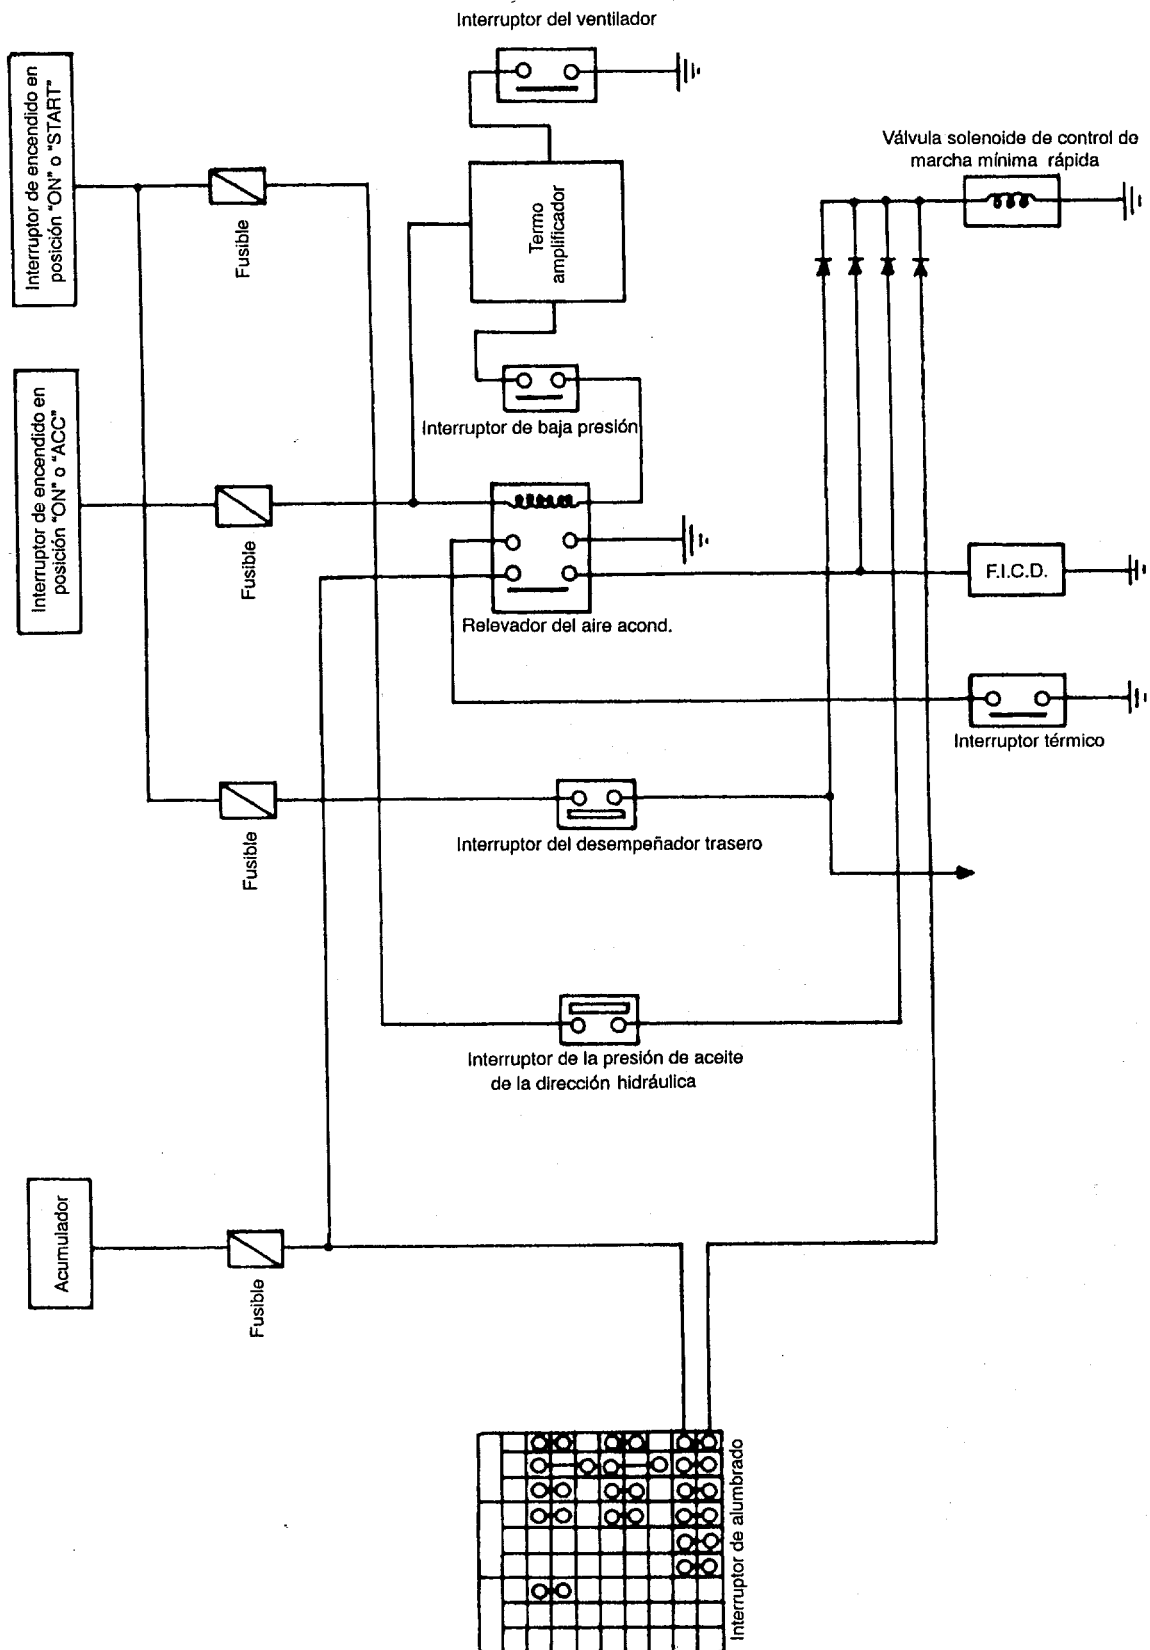 Interruptor del ventilador
Interruptor de encendido en
posición "ON" o "START"
Fusible
Termo
amplificador
Válvula solenoide de control de
marcha mínima rápida
Interruptor de encendido en
posición "ON" o "ACC"
Fusible
Interruptor de baja presión
Relevador del aire acond.
F.I.C.D.
Interruptor térmico
Fusible
Interruptor del desempeñador trasero
Interruptor de la presión de aceite
de la dirección hidráulica
Acumulador
Fusible
Interruptor de alumbrado